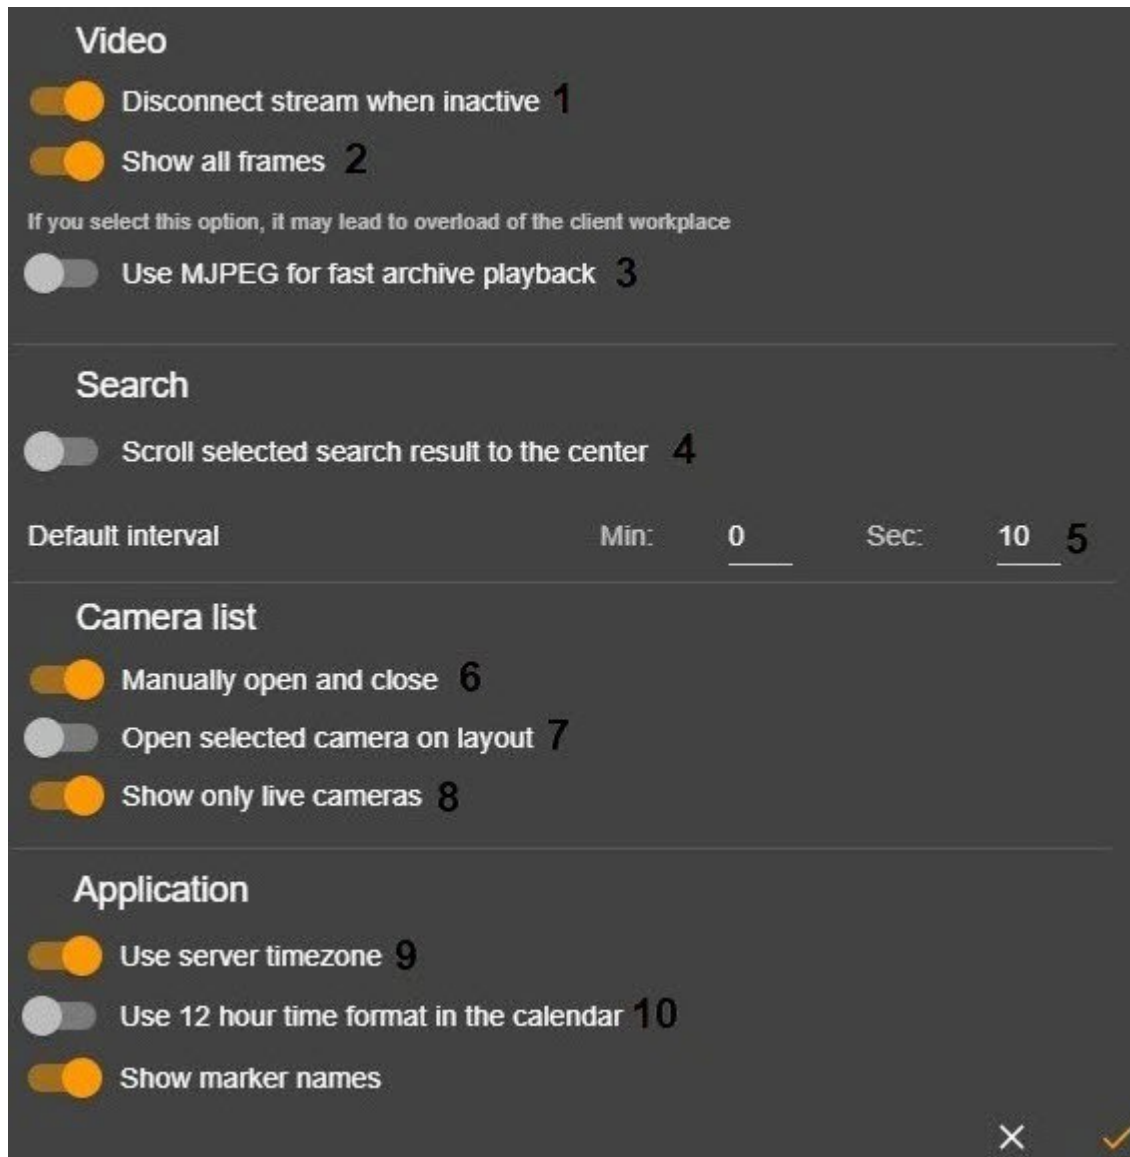 Video
Disconnect stream when inactive 1
Show all frames 2
If you select this option, it may lead to overload of the client workplace
Use MJPEG for fast archive playback 3
Search
Scroll selected search result to the center 4
Default interval Min: 0 Sec: 10 5
Camera list
Manually open and close 6
Open selected camera on layout 7
Show only live cameras 8
Application
Use server timezone 9
Use 12 hour time format in the calendar 10
Show marker names